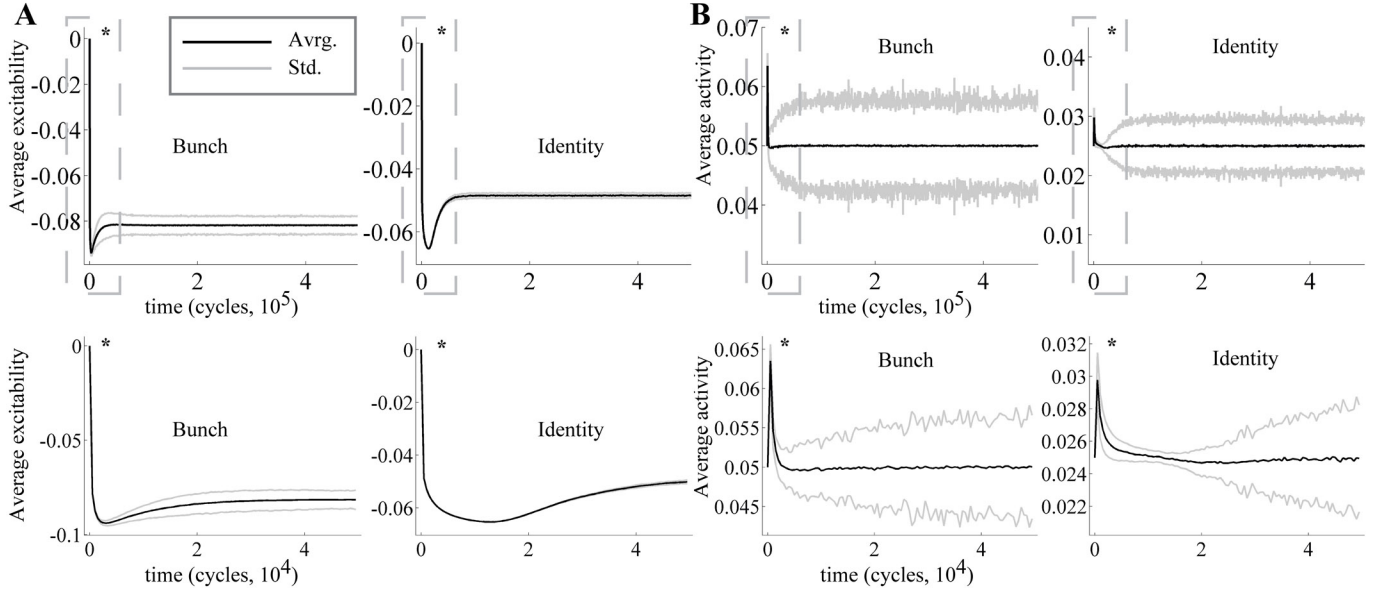 A
Average excitability
0
-0.02
-0.04
-0.06
-0.08
*
Avrg.
Std.
Bunch
0 2 4
time (cycles, 10^5)
0
-0.02
-0.04
-0.06
*
Identity
0 2 4
B
Average activity
0.07
0.06
0.05
0.04
*
Bunch
0 2 4
time (cycles, 10^5)
0.04
0.03
0.02
0.01
*
Identity
0 2 4
Average excitability
0
-0.05
-0.1
*
Bunch
0 2 4
time (cycles, 10^4)
0
-0.02
-0.04
-0.06
*
Identity
0 2 4
Average activity
0.065
0.06
0.055
0.05
0.045
*
Bunch
0 2 4
time (cycles, 10^4)
0.032
0.03
0.028
0.026
0.024
0.022
*
Identity
0 2 4